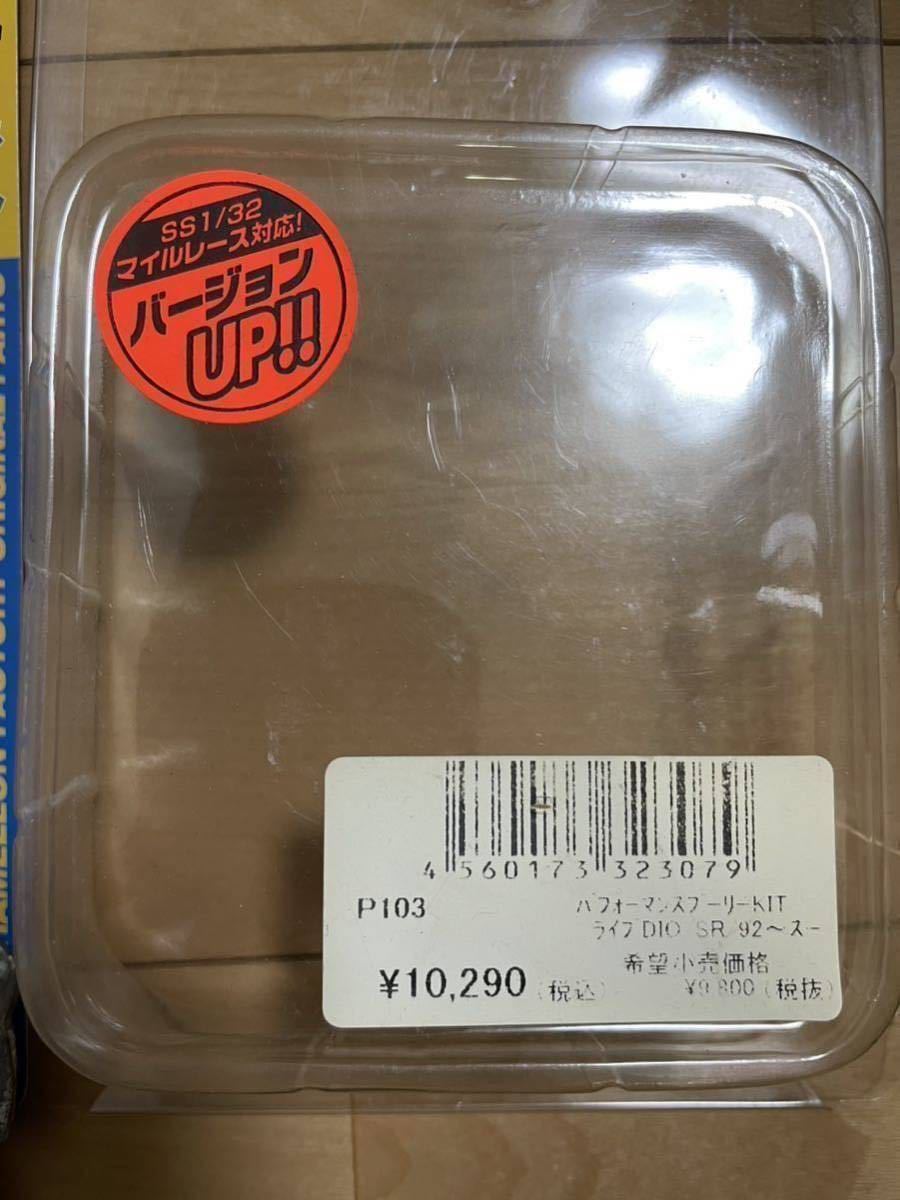 SS1/32
マイルレース対応!
バージョン
UP!!
4 560173 323079
P103
パフォーマンスプーリーKIT
ライブDIO SR/92〜スー
希望小売価格
¥10,290(税込)
¥9,800(税抜)